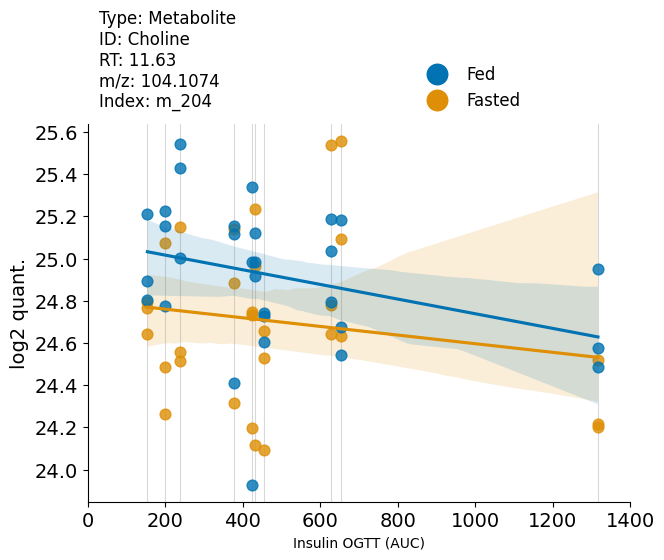 Type: Metabolite
ID: Choline
RT: 11.63
m/z: 104.1074
Index: m_204
Fed
Fasted
25.6
25.4
25.2
25.0
24.8
24.6
24.4
24.2
24.0
log2 quant.
0
200
400
600
800
1000
1200
1400
Insulin OGTT (AUC)